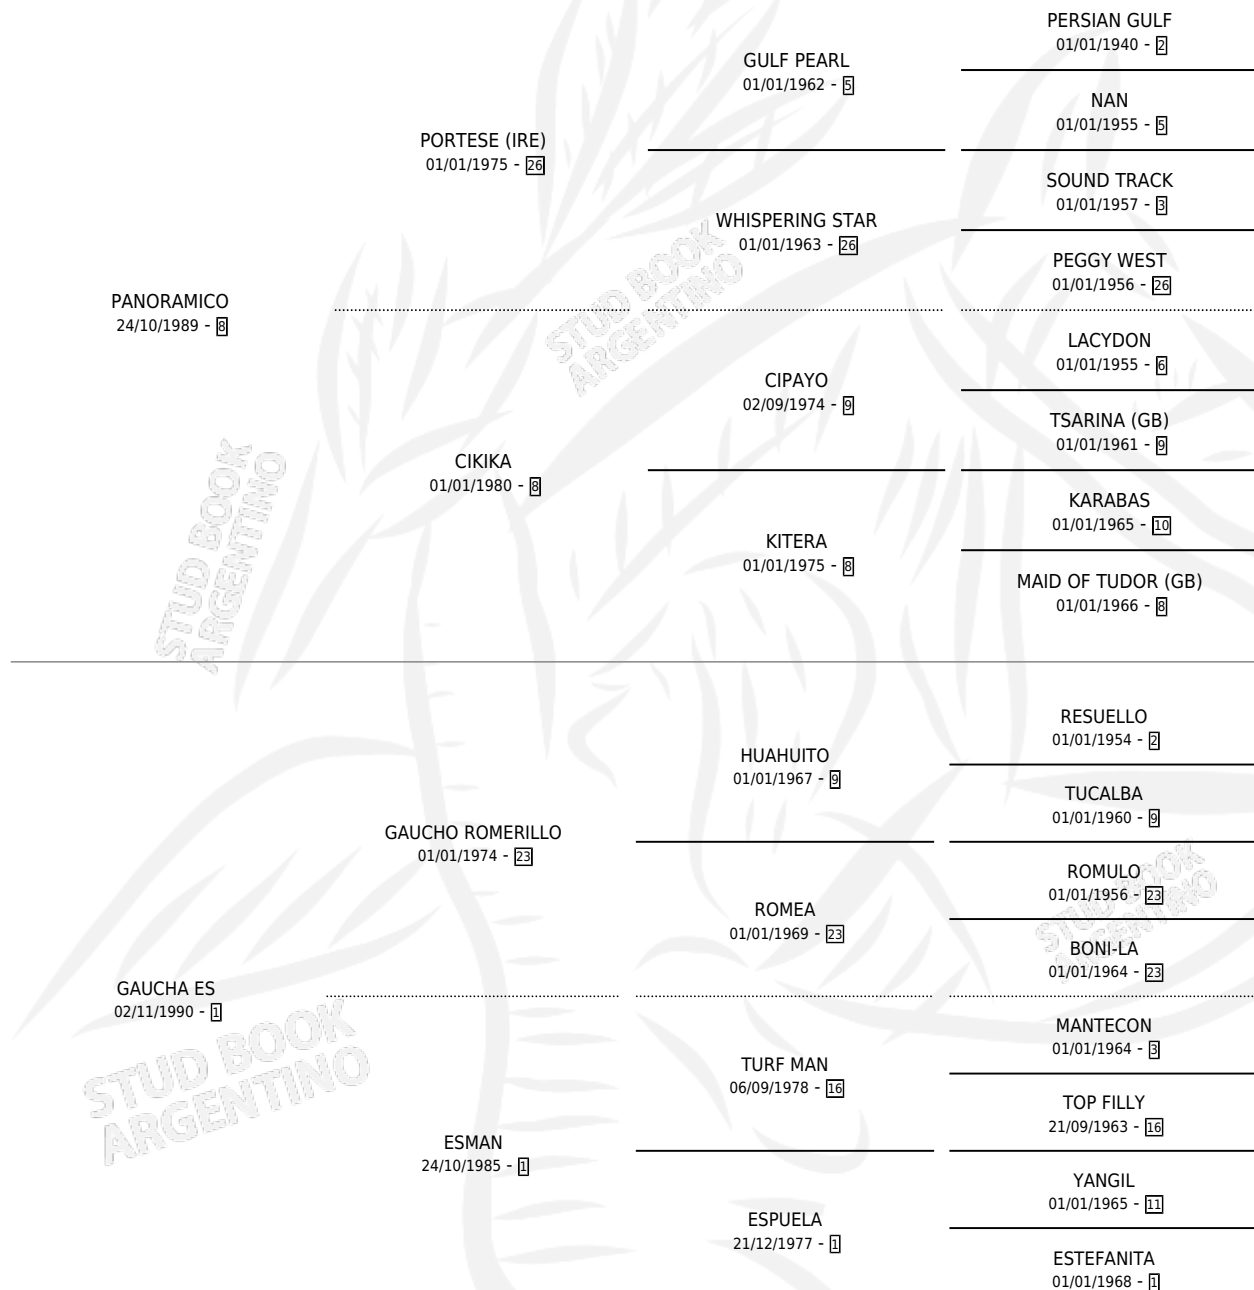 PERSIAN GULF
01/01/1940 - 2
GULF PEARL
01/01/1962 - 5
NAN
01/01/1955 - 5
PORTESE (IRE)
01/01/1975 - 26
SOUND TRACK
01/01/1957 - 3
WHISPERING STAR
01/01/1963 - 26
PEGGY WEST
01/01/1956 - 26
PANORAMICO
24/10/1989 - 8
STUD BOOK
ARGENTINO
LACYDON
01/01/1955 - 6
CIPAYO
02/09/1974 - 9
TSARINA (GB)
01/01/1961 - 9
CIKIKA
01/01/1980 - 8
KARABAS
01/01/1965 - 10
KITERA
01/01/1975 - 8
MAID OF TUDOR (GB)
01/01/1966 - 8
STUD BOOK
ARGENTINO
RESUELLO
01/01/1954 - 2
HUAHUITO
01/01/1967 - 9
TUCALBA
01/01/1960 - 9
GAUCHO ROMERILLO
01/01/1974 - 23
ROMULO
01/01/1956 - 23
ROMEA
01/01/1969 - 23
BONI-LA
01/01/1964 - 23
STUD BOOK
ARGENTINO
GAUCHA ES
02/11/1990 - 1
STUD BOOK
ARGENTINO
MANTECON
01/01/1964 - 3
TURF MAN
06/09/1978 - 16
TOP FILLY
21/09/1963 - 16
ESMAN
24/10/1985 - 1
YANGIL
01/01/1965 - 11
ESPUELA
21/12/1977 - 1
ESTEFANITA
01/01/1968 - 1